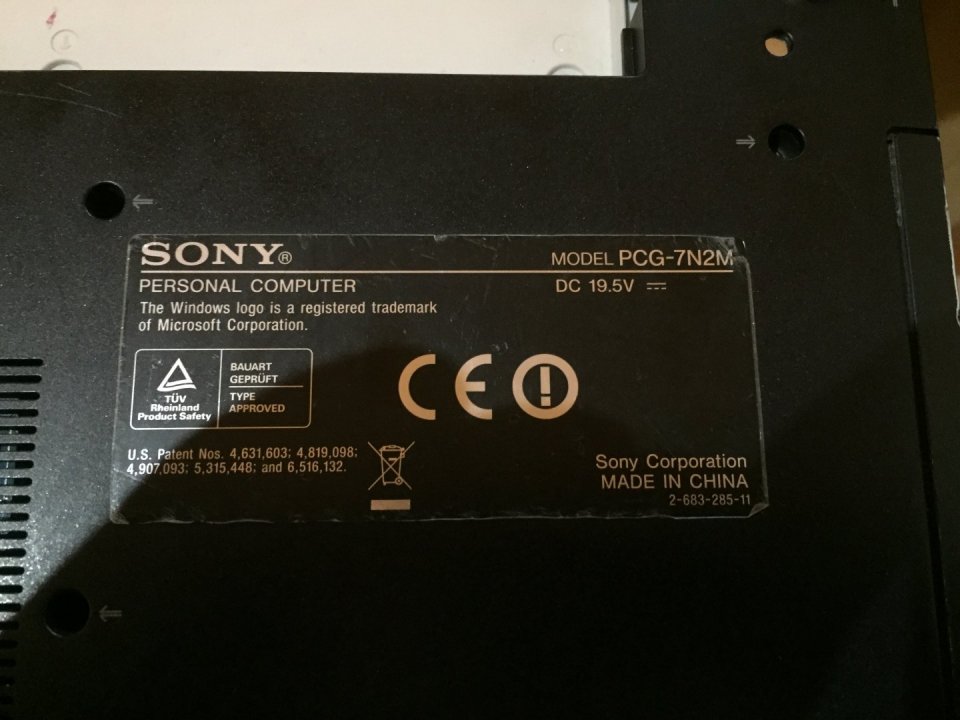 SONY®
MODEL PCG-7N2M
PERSONAL COMPUTER
DC 19.5V
The Windows logo is a registered trademark
of Microsoft Corporation.
TÜV
Rheinland
Product Safety
BAUART
GEPRÜFT
TYPE
APPROVED
CE
U.S. Patent Nos. 4,631,603; 4,819,098;
4,907,093; 5,315,448; and 6,516,132.
Sony Corporation
MADE IN CHINA
2-683-285-11